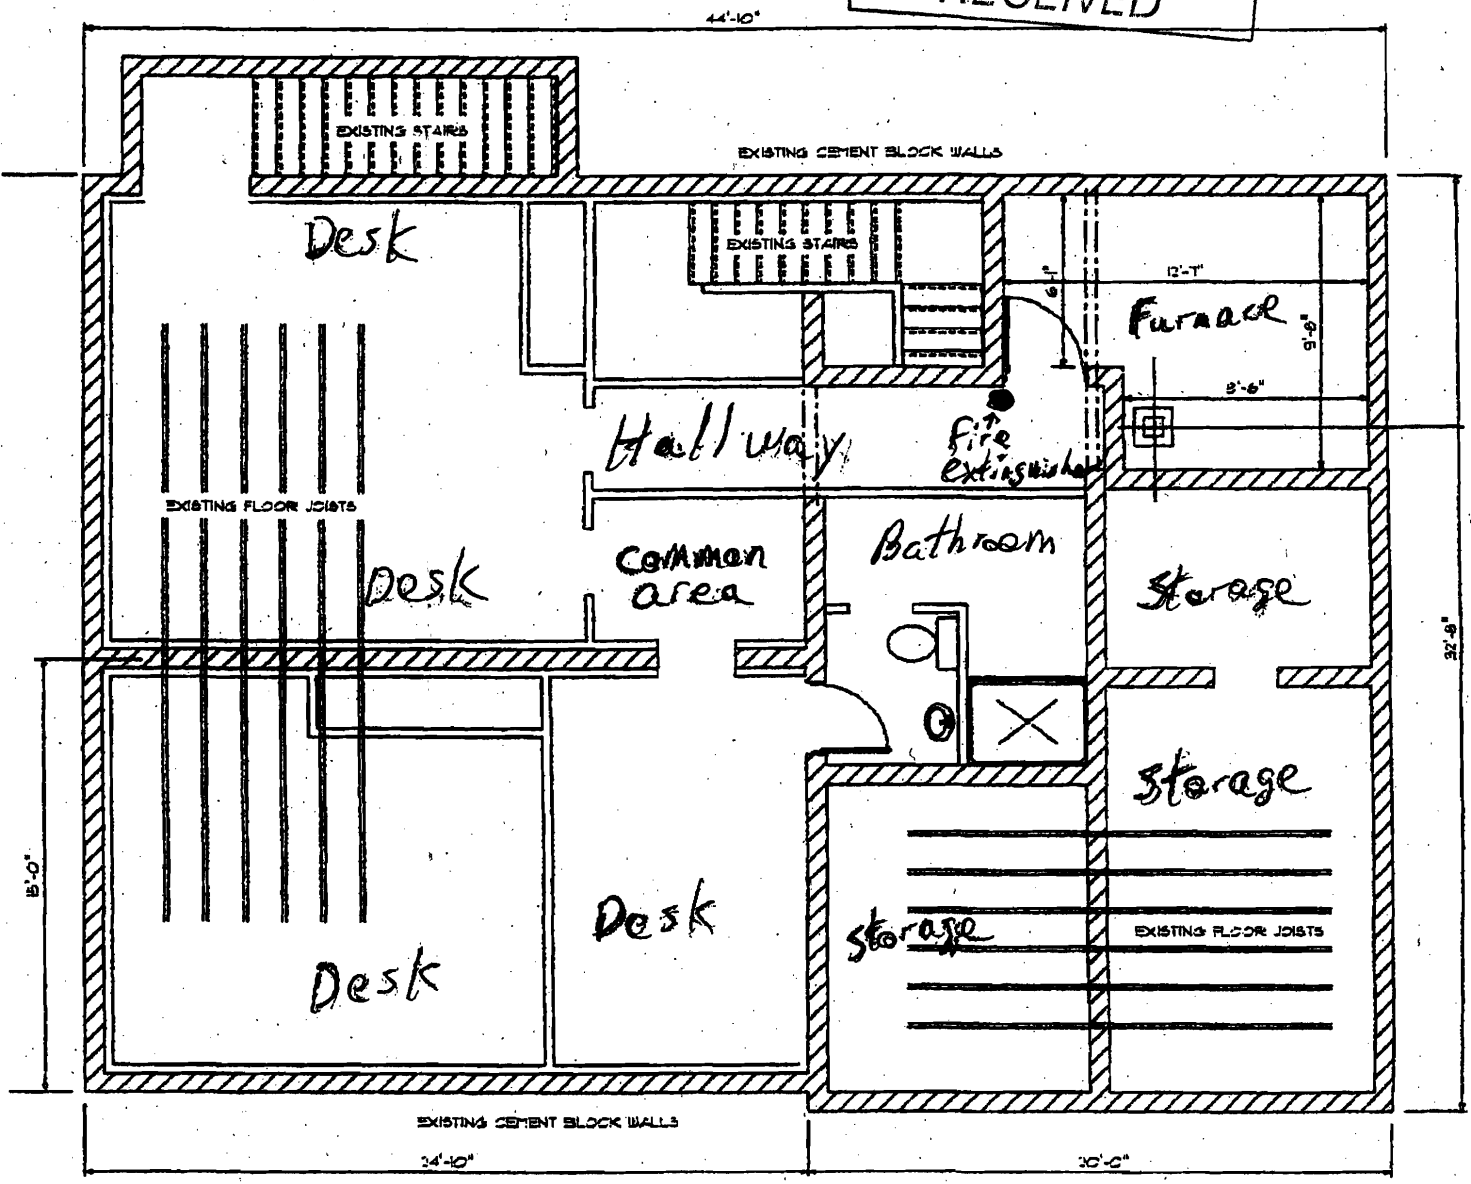 RECEIVED
44'-10"
EXISTING STAIRS
EXISTING CEMENT BLOCK WALLS
Desk
EXISTING STAIRS
6'-1"
12'-7"
Furnace
9'-5"
8'-6"
Hallway
Fire
extinguisher
EXISTING FLOOR JOISTS
Bathroom
Common
area
Desk
Storage
32'-8"
Storage
15'-0"
Desk
Storage
EXISTING FLOOR JOISTS
Desk
EXISTING CEMENT BLOCK WALLS
24'-10"
20'-0"